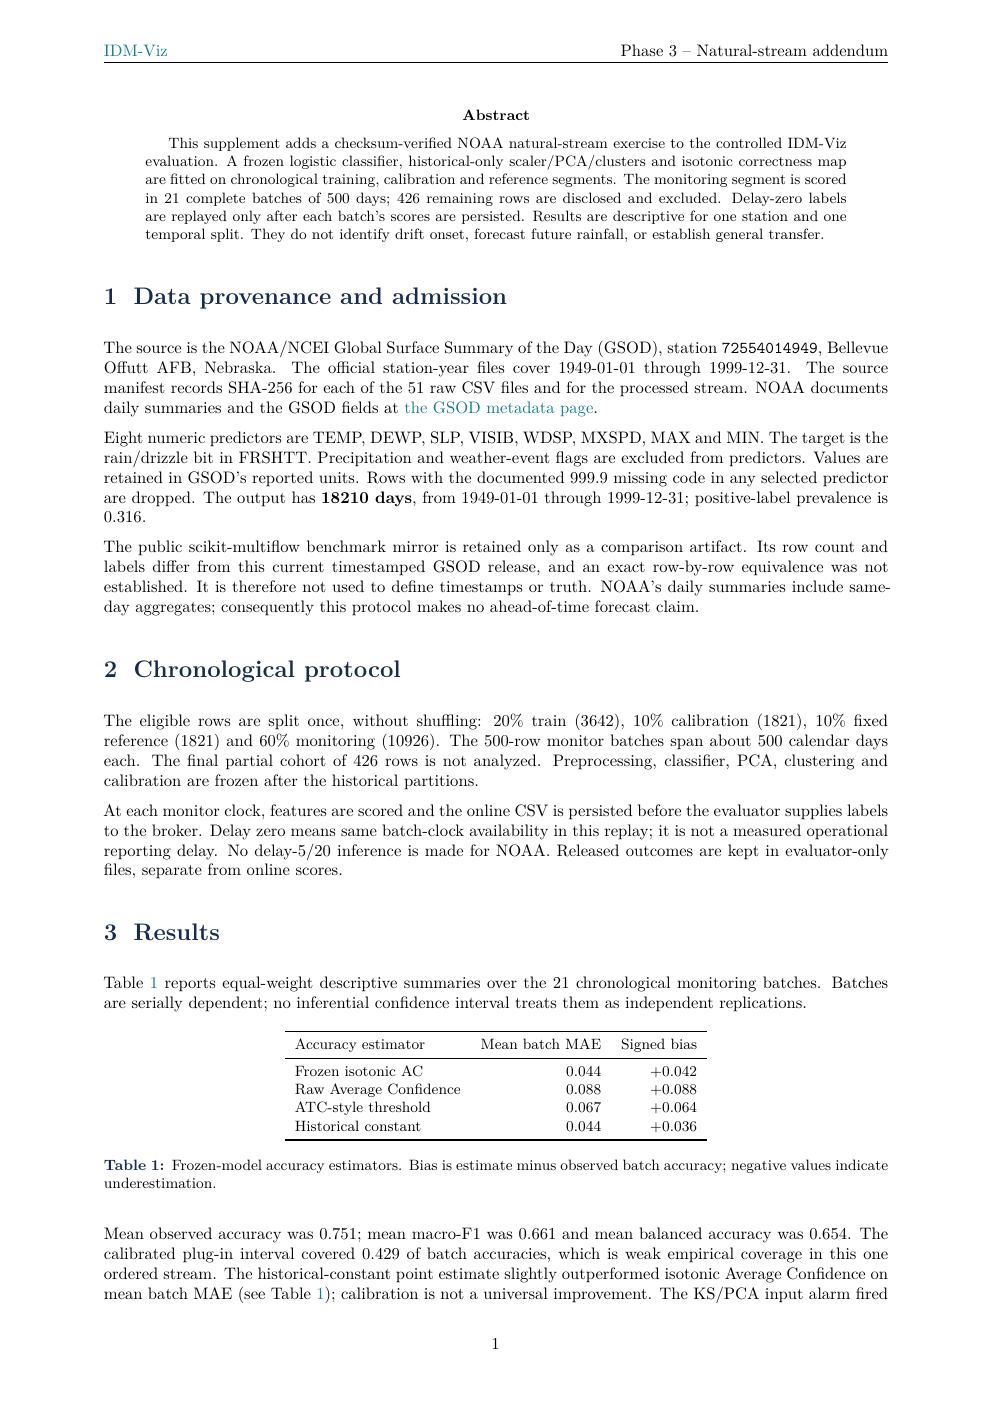 IDM-Viz
Phase 3 – Natural-stream addendum
Abstract
This supplement adds a checksum-verified NOAA natural-stream exercise to the controlled IDM-Viz
evaluation. A frozen logistic classifier, historical-only scaler/PCA/clusters and isotonic correctness map
are fitted on chronological training, calibration and reference segments. The monitoring segment is scored
in 21 complete batches of 500 days; 426 remaining rows are disclosed and excluded. Delay-zero labels
are replayed only after each batch's scores are persisted. Results are descriptive for one station and one
temporal split. They do not identify drift onset, forecast future rainfall, or establish general transfer.
1 Data provenance and admission
The source is the NOAA/NCEI Global Surface Summary of the Day (GSOD), station 72554014949, Bellevue
Offutt AFB, Nebraska. The official station-year files cover 1949-01-01 through 1999-12-31. The source
manifest records SHA-256 for each of the 51 raw CSV files and for the processed stream. NOAA documents
daily summaries and the GSOD fields at the GSOD metadata page.
Eight numeric predictors are TEMP, DEWP, SLP, VISIB, WDSP, MXSPD, MAX and MIN. The target is the
rain/drizzle bit in FRSHTT. Precipitation and weather-event flags are excluded from predictors. Values are
retained in GSOD's reported units. Rows with the documented 999.9 missing code in any selected predictor
are dropped. The output has 18210 days, from 1949-01-01 through 1999-12-31; positive-label prevalence is
0.316.
The public scikit-multiflow benchmark mirror is retained only as a comparison artifact. Its row count and
labels differ from this current timestamped GSOD release, and an exact row-by-row equivalence was not
established. It is therefore not used to define timestamps or truth. NOAA's daily summaries include same-
day aggregates; consequently this protocol makes no ahead-of-time forecast claim.
2 Chronological protocol
The eligible rows are split once, without shuffling: 20% train (3642), 10% calibration (1821), 10% fixed
reference (1821) and 60% monitoring (10926). The 500-row monitor batches span about 500 calendar days
each. The final partial cohort of 426 rows is not analyzed. Preprocessing, classifier, PCA, clustering and
calibration are frozen after the historical partitions.
At each monitor clock, features are scored and the online CSV is persisted before the evaluator supplies labels
to the broker. Delay zero means same batch-clock availability in this replay; it is not a measured operational
reporting delay. No delay-5/20 inference is made for NOAA. Released outcomes are kept in evaluator-only
files, separate from online scores.
3 Results
Table 1 reports equal-weight descriptive summaries over the 21 chronological monitoring batches. Batches
are serially dependent; no inferential confidence interval treats them as independent replications.
Accuracy estimator Mean batch MAE Signed bias
Frozen isotonic AC 0.044 +0.042
Raw Average Confidence 0.088 +0.088
ATC-style threshold 0.067 +0.064
Historical constant 0.044 +0.036
Table 1: Frozen-model accuracy estimators. Bias is estimate minus observed batch accuracy; negative values indicate
underestimation.
Mean observed accuracy was 0.751; mean macro-F1 was 0.661 and mean balanced accuracy was 0.654. The
calibrated plug-in interval covered 0.429 of batch accuracies, which is weak empirical coverage in this one
ordered stream. The historical-constant point estimate slightly outperformed isotonic Average Confidence on
mean batch MAE (see Table 1); calibration is not a universal improvement. The KS/PCA input alarm fired
1